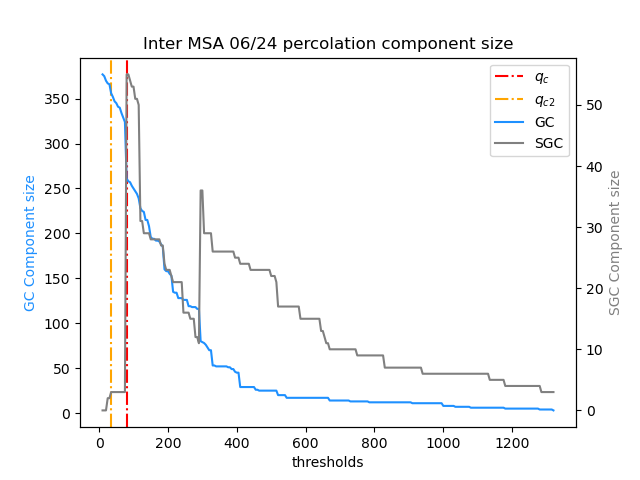 Inter MSA 06/24 percolation component size
q_c
q_{c2}
GC
SGC
GC Component size
350
300
250
200
150
100
50
0
50
40
30
20
10
0
SGC Component size
0 200 400 600 800 1000 1200
thresholds